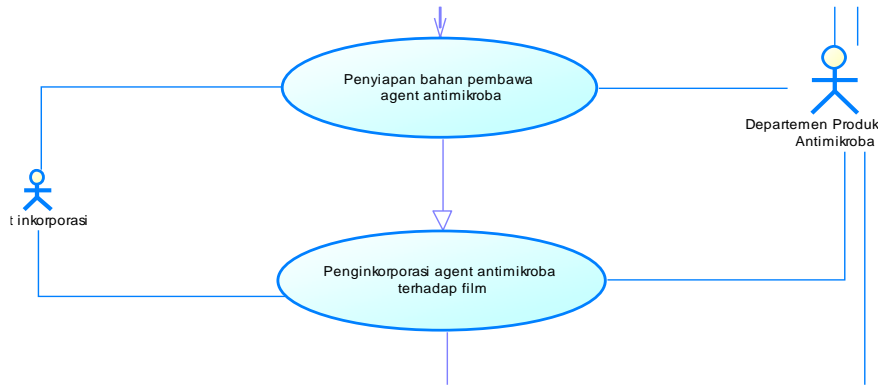 Penyiapan bahan pembawa
agent antimikroba
Departemen Produk
Antimikroba
t inkorporasi
Penginkorporasi agent antimikroba
terhadap film